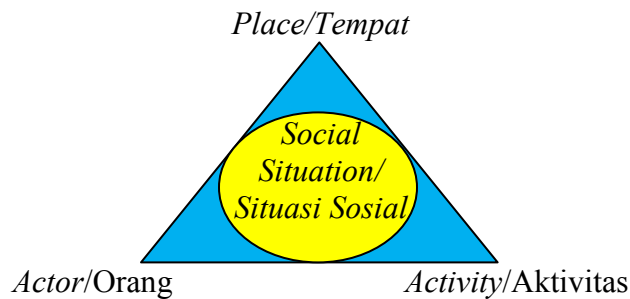 Place/Tempat
Social
Situation/
Situasi Sosial
Actor/Orang
Activity/Aktivitas